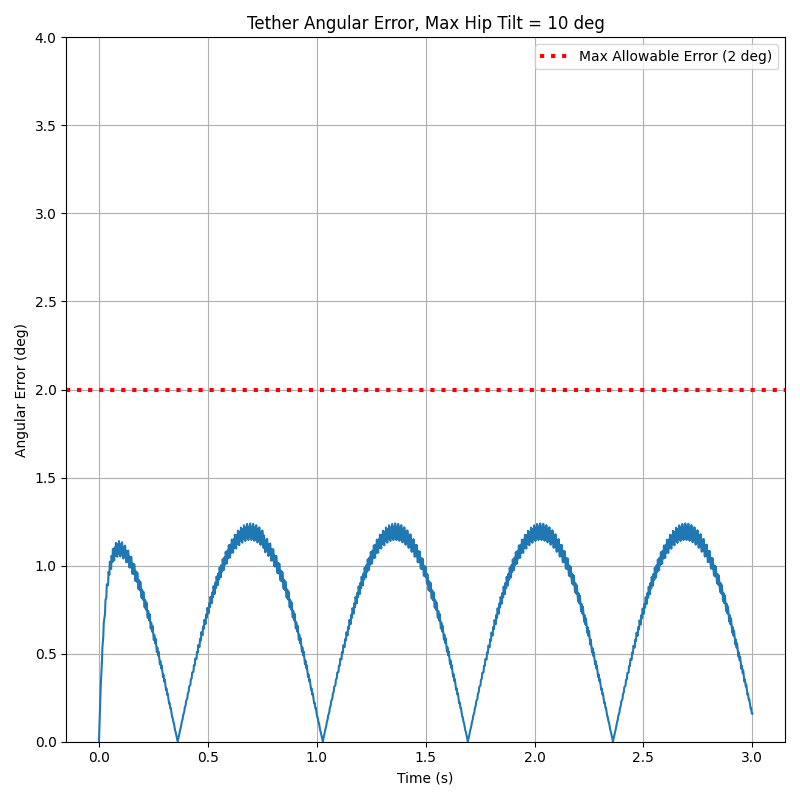 Tether Angular Error, Max Hip Tilt = 10 deg
Max Allowable Error (2 deg)
4.0
3.5
3.0
2.5
2.0
1.5
1.0
0.5
0.0
Angular Error (deg)
0.0 0.5 1.0 1.5 2.0 2.5 3.0
Time (s)